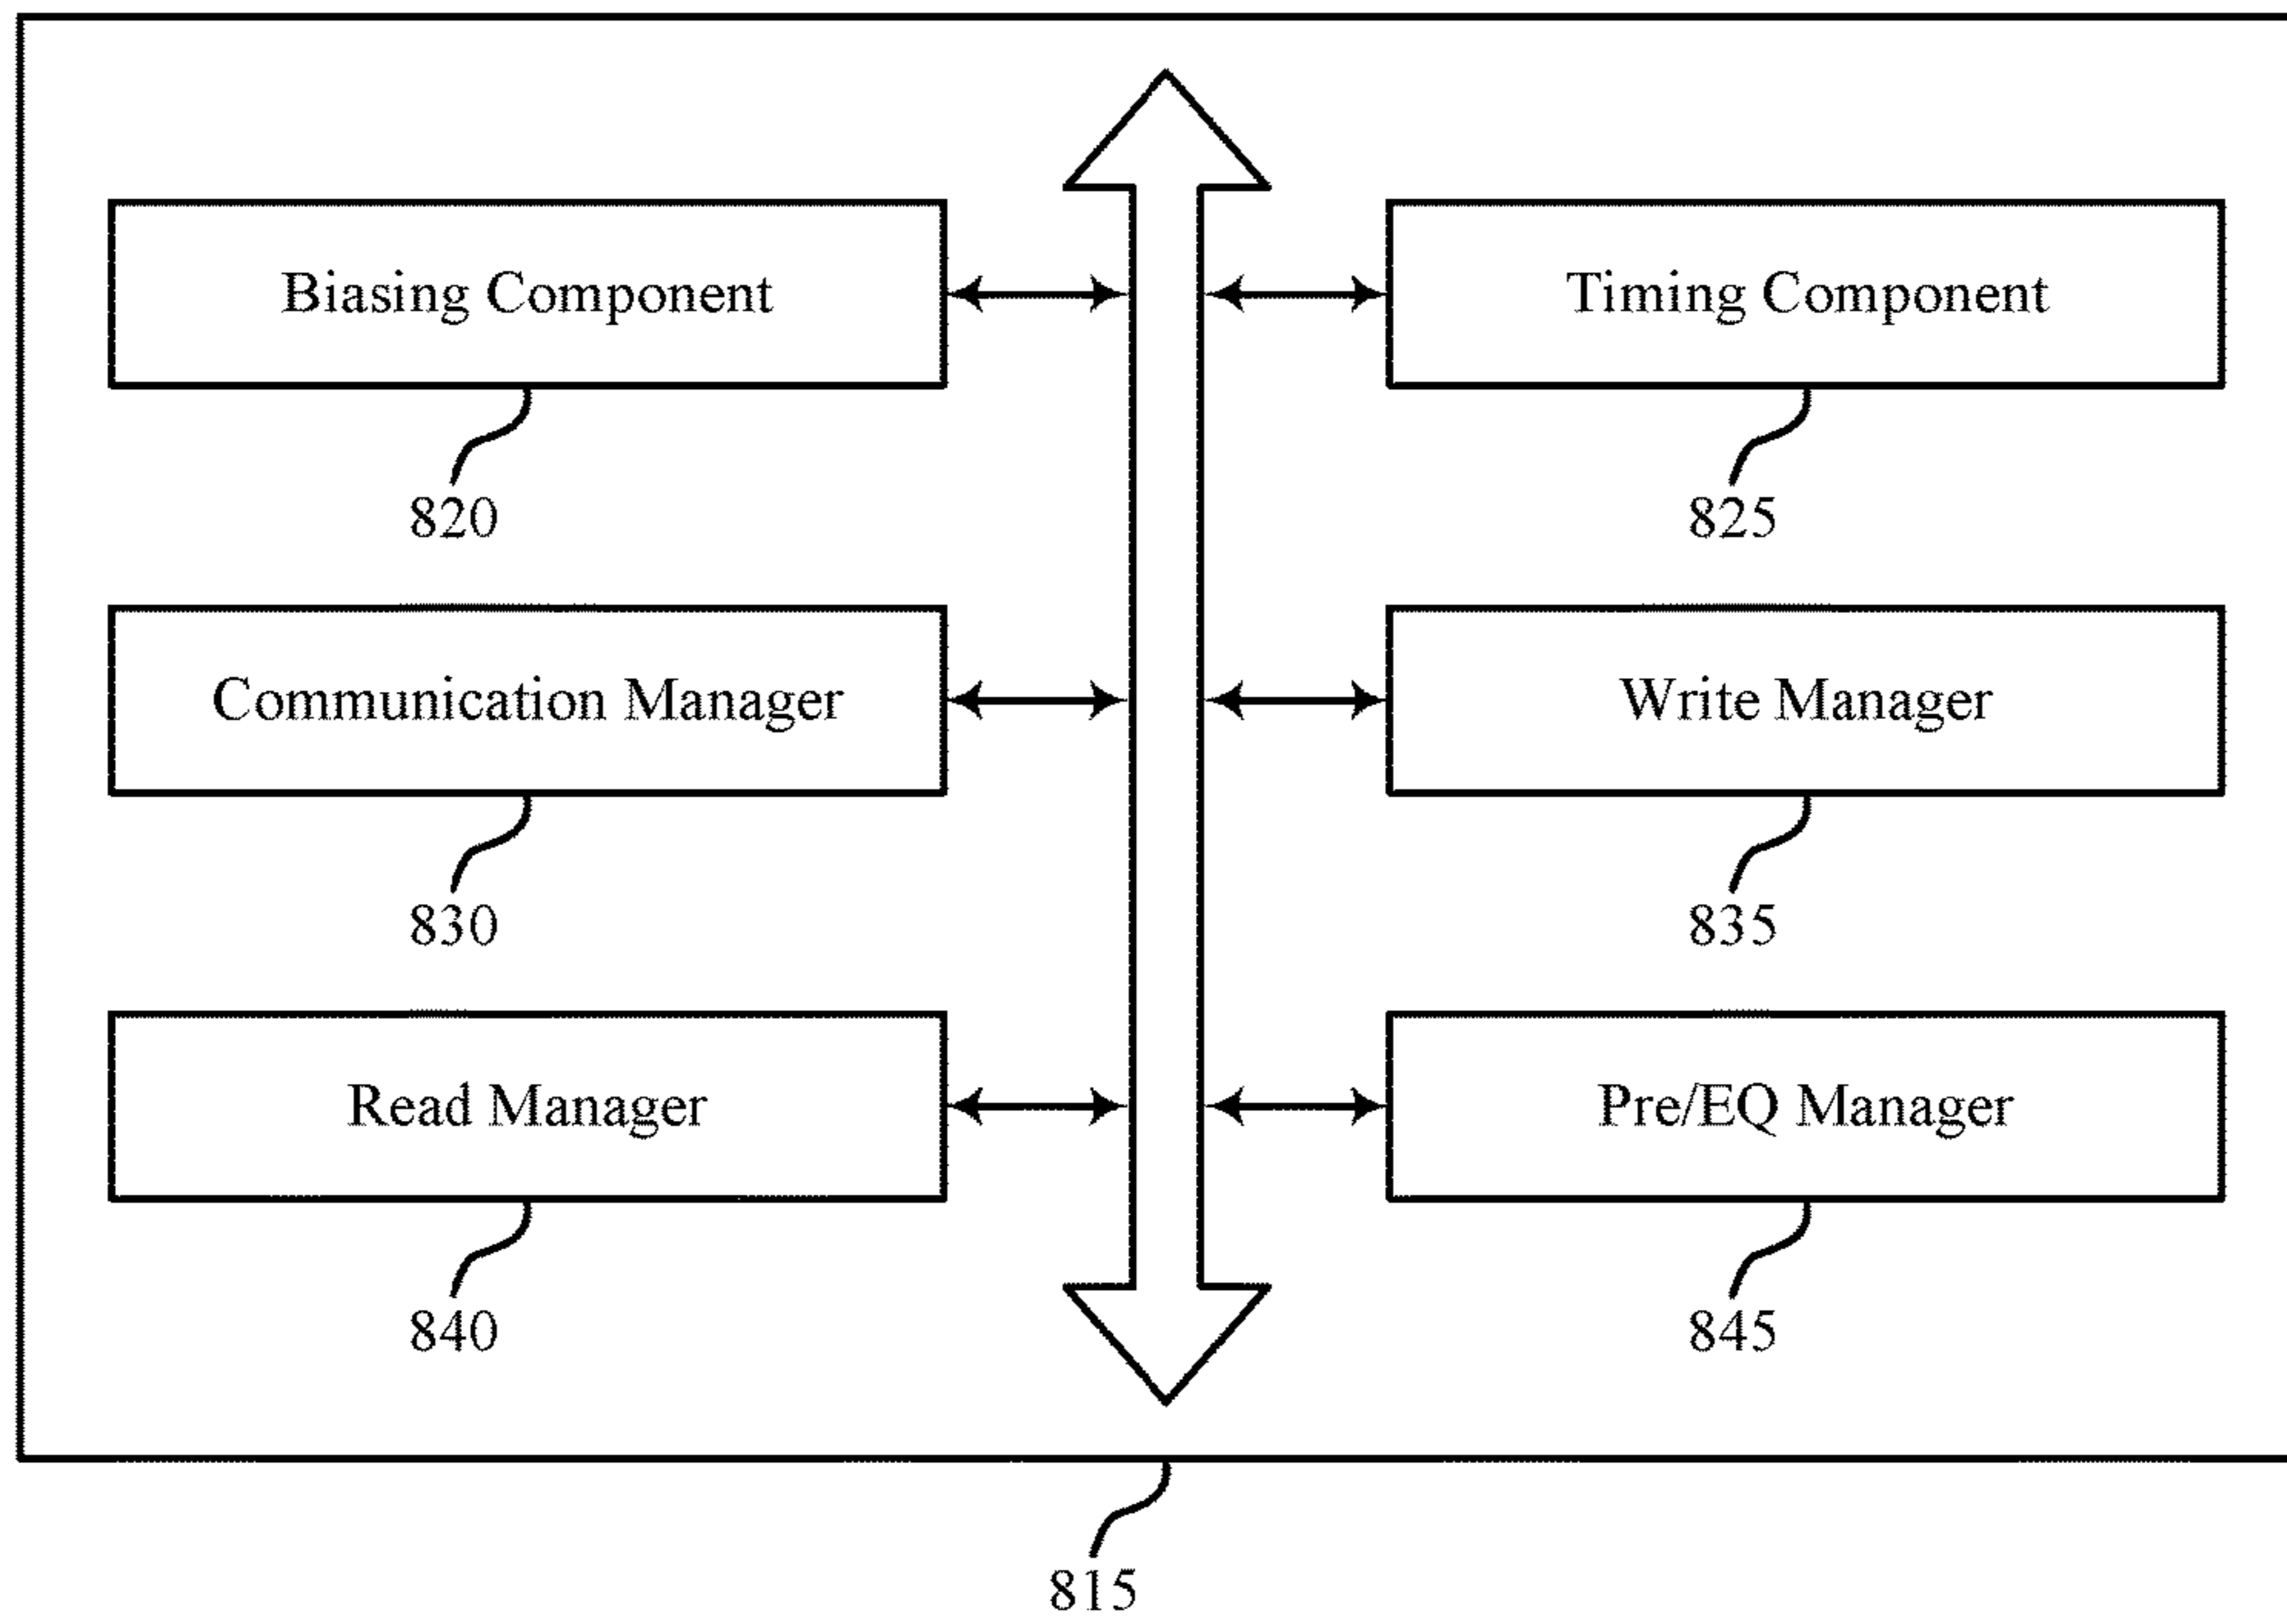 Biasing Component
Timing Component
820
825
Communication Manager
Write Manager
830
835
Read Manager
Pre/EQ Manager
840
845
815